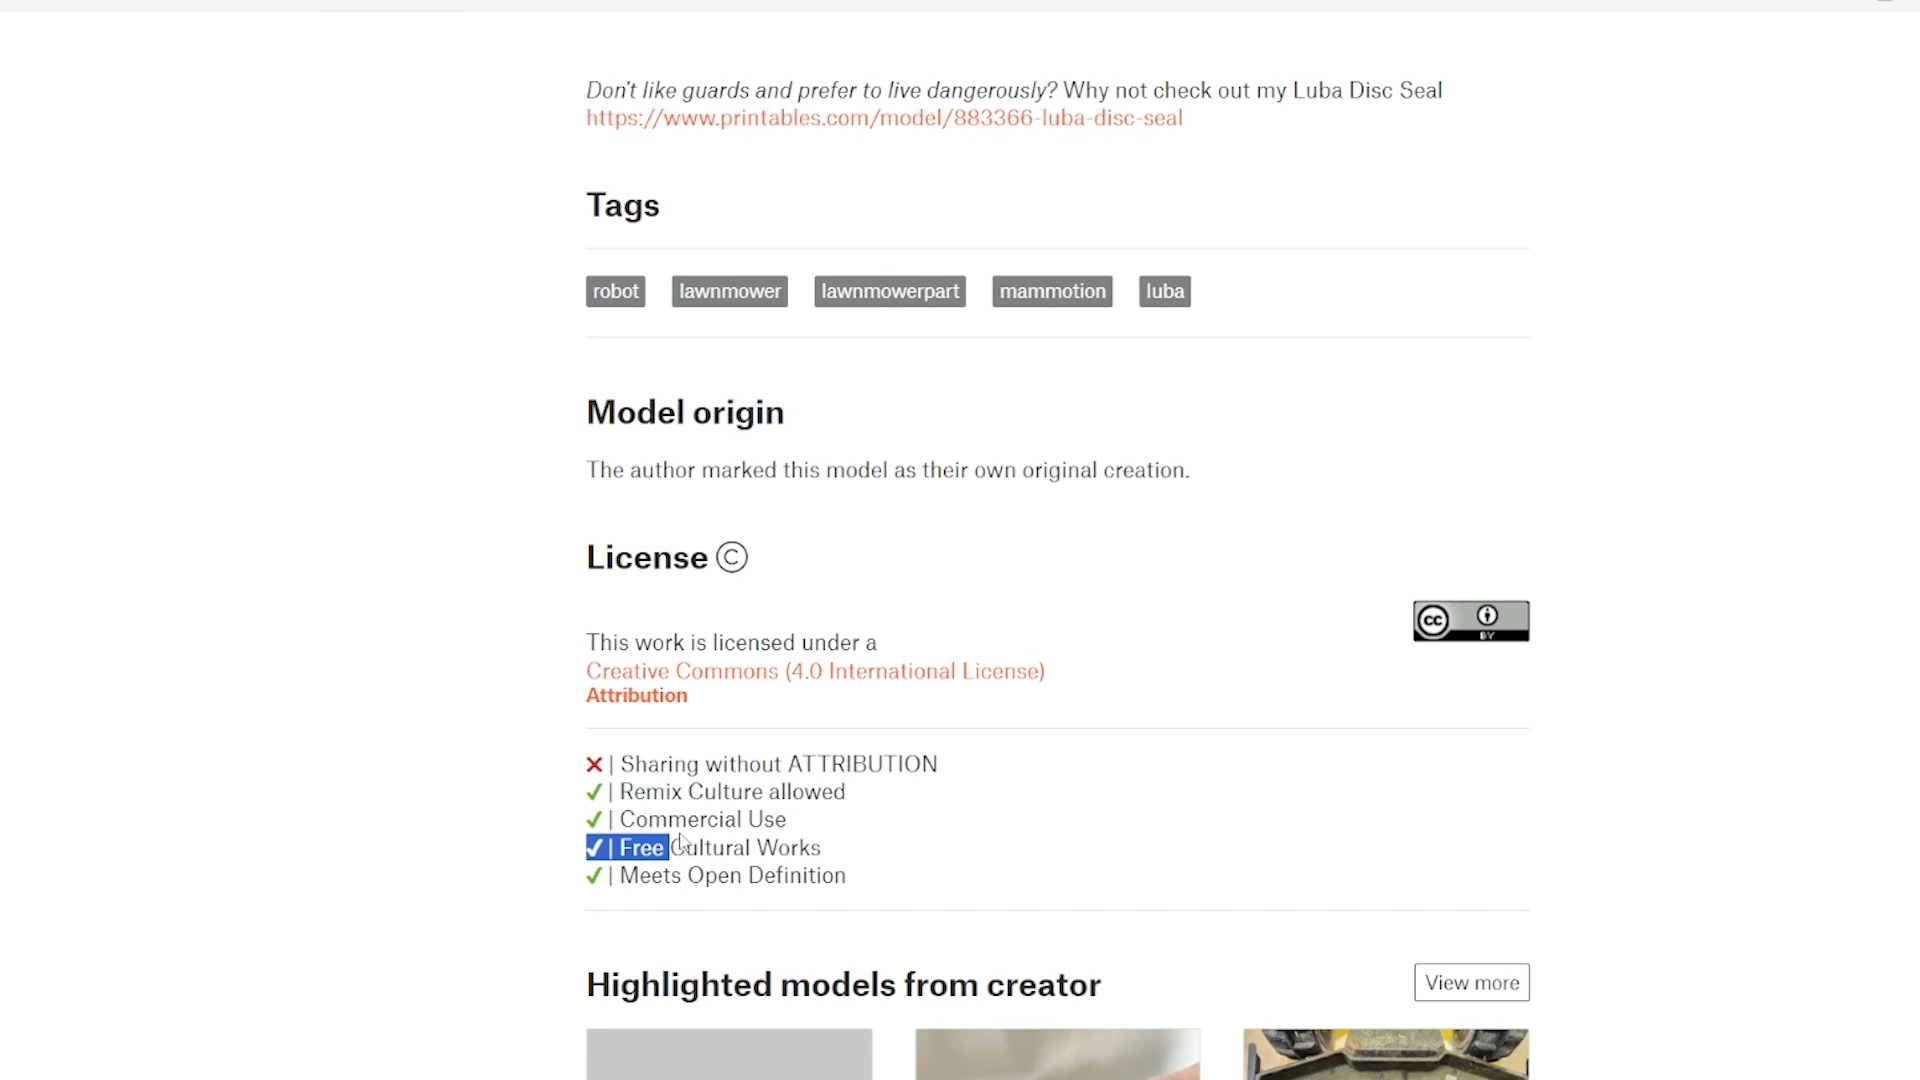 Don't like guards and prefer to live dangerously? Why not check out my Luba Disc Seal
https://www.printables.com/model/883366-luba-disc-seal
Tags
robot lawnmower lawnmowerpart mammotion luba
Model origin
The author marked this model as their own original creation.
License ©
cc BY
This work is licensed under a
Creative Commons (4.0 International License)
Attribution
✗ | Sharing without ATTRIBUTION
✓ | Remix Culture allowed
✓ | Commercial Use
✓ | Free Cultural Works
✓ | Meets Open Definition
Highlighted models from creator
View more